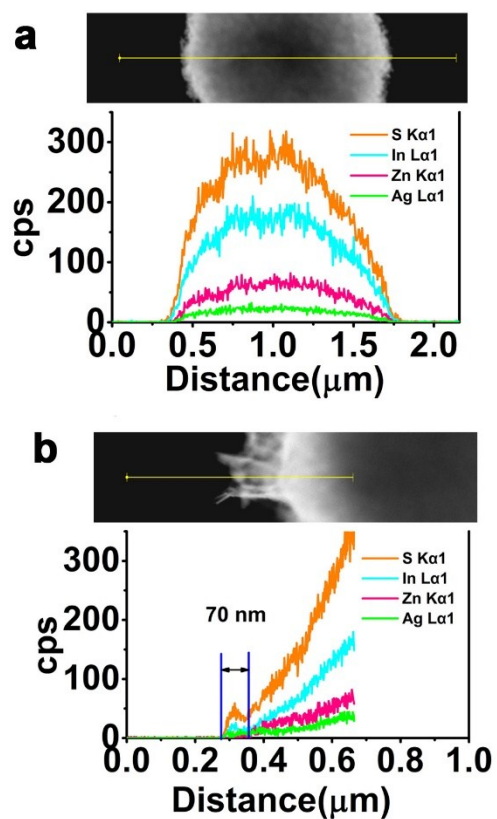 a
300
200
100
0
cps
S Kα1
In Lα1
Zn Kα1
Ag Lα1
0.0 0.5 1.0 1.5 2.0
Distance(μm)
b
300
200
100
0
cps
70 nm
S Kα1
In Lα1
Zn Kα1
Ag Lα1
0.0 0.2 0.4 0.6 0.8 1.0
Distance(μm)